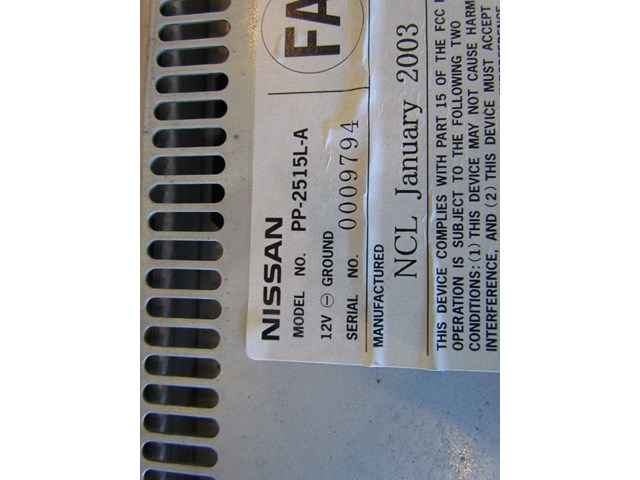 FA
NISSAN
MODEL NO. PP-2515L-A
12V ⊖ GROUND
SERIAL NO. 0009794
MANUFACTURED
NCL January 2003
THIS DEVICE COMPLIES WITH PART 15 OF THE FCC
OPERATION IS SUBJECT TO THE FOLLOWING TWO
CONDITIONS:(1) THIS DEVICE MAY NOT CAUSE HARM
INTERFERENCE, AND (2) THIS DEVICE MUST ACCEPT